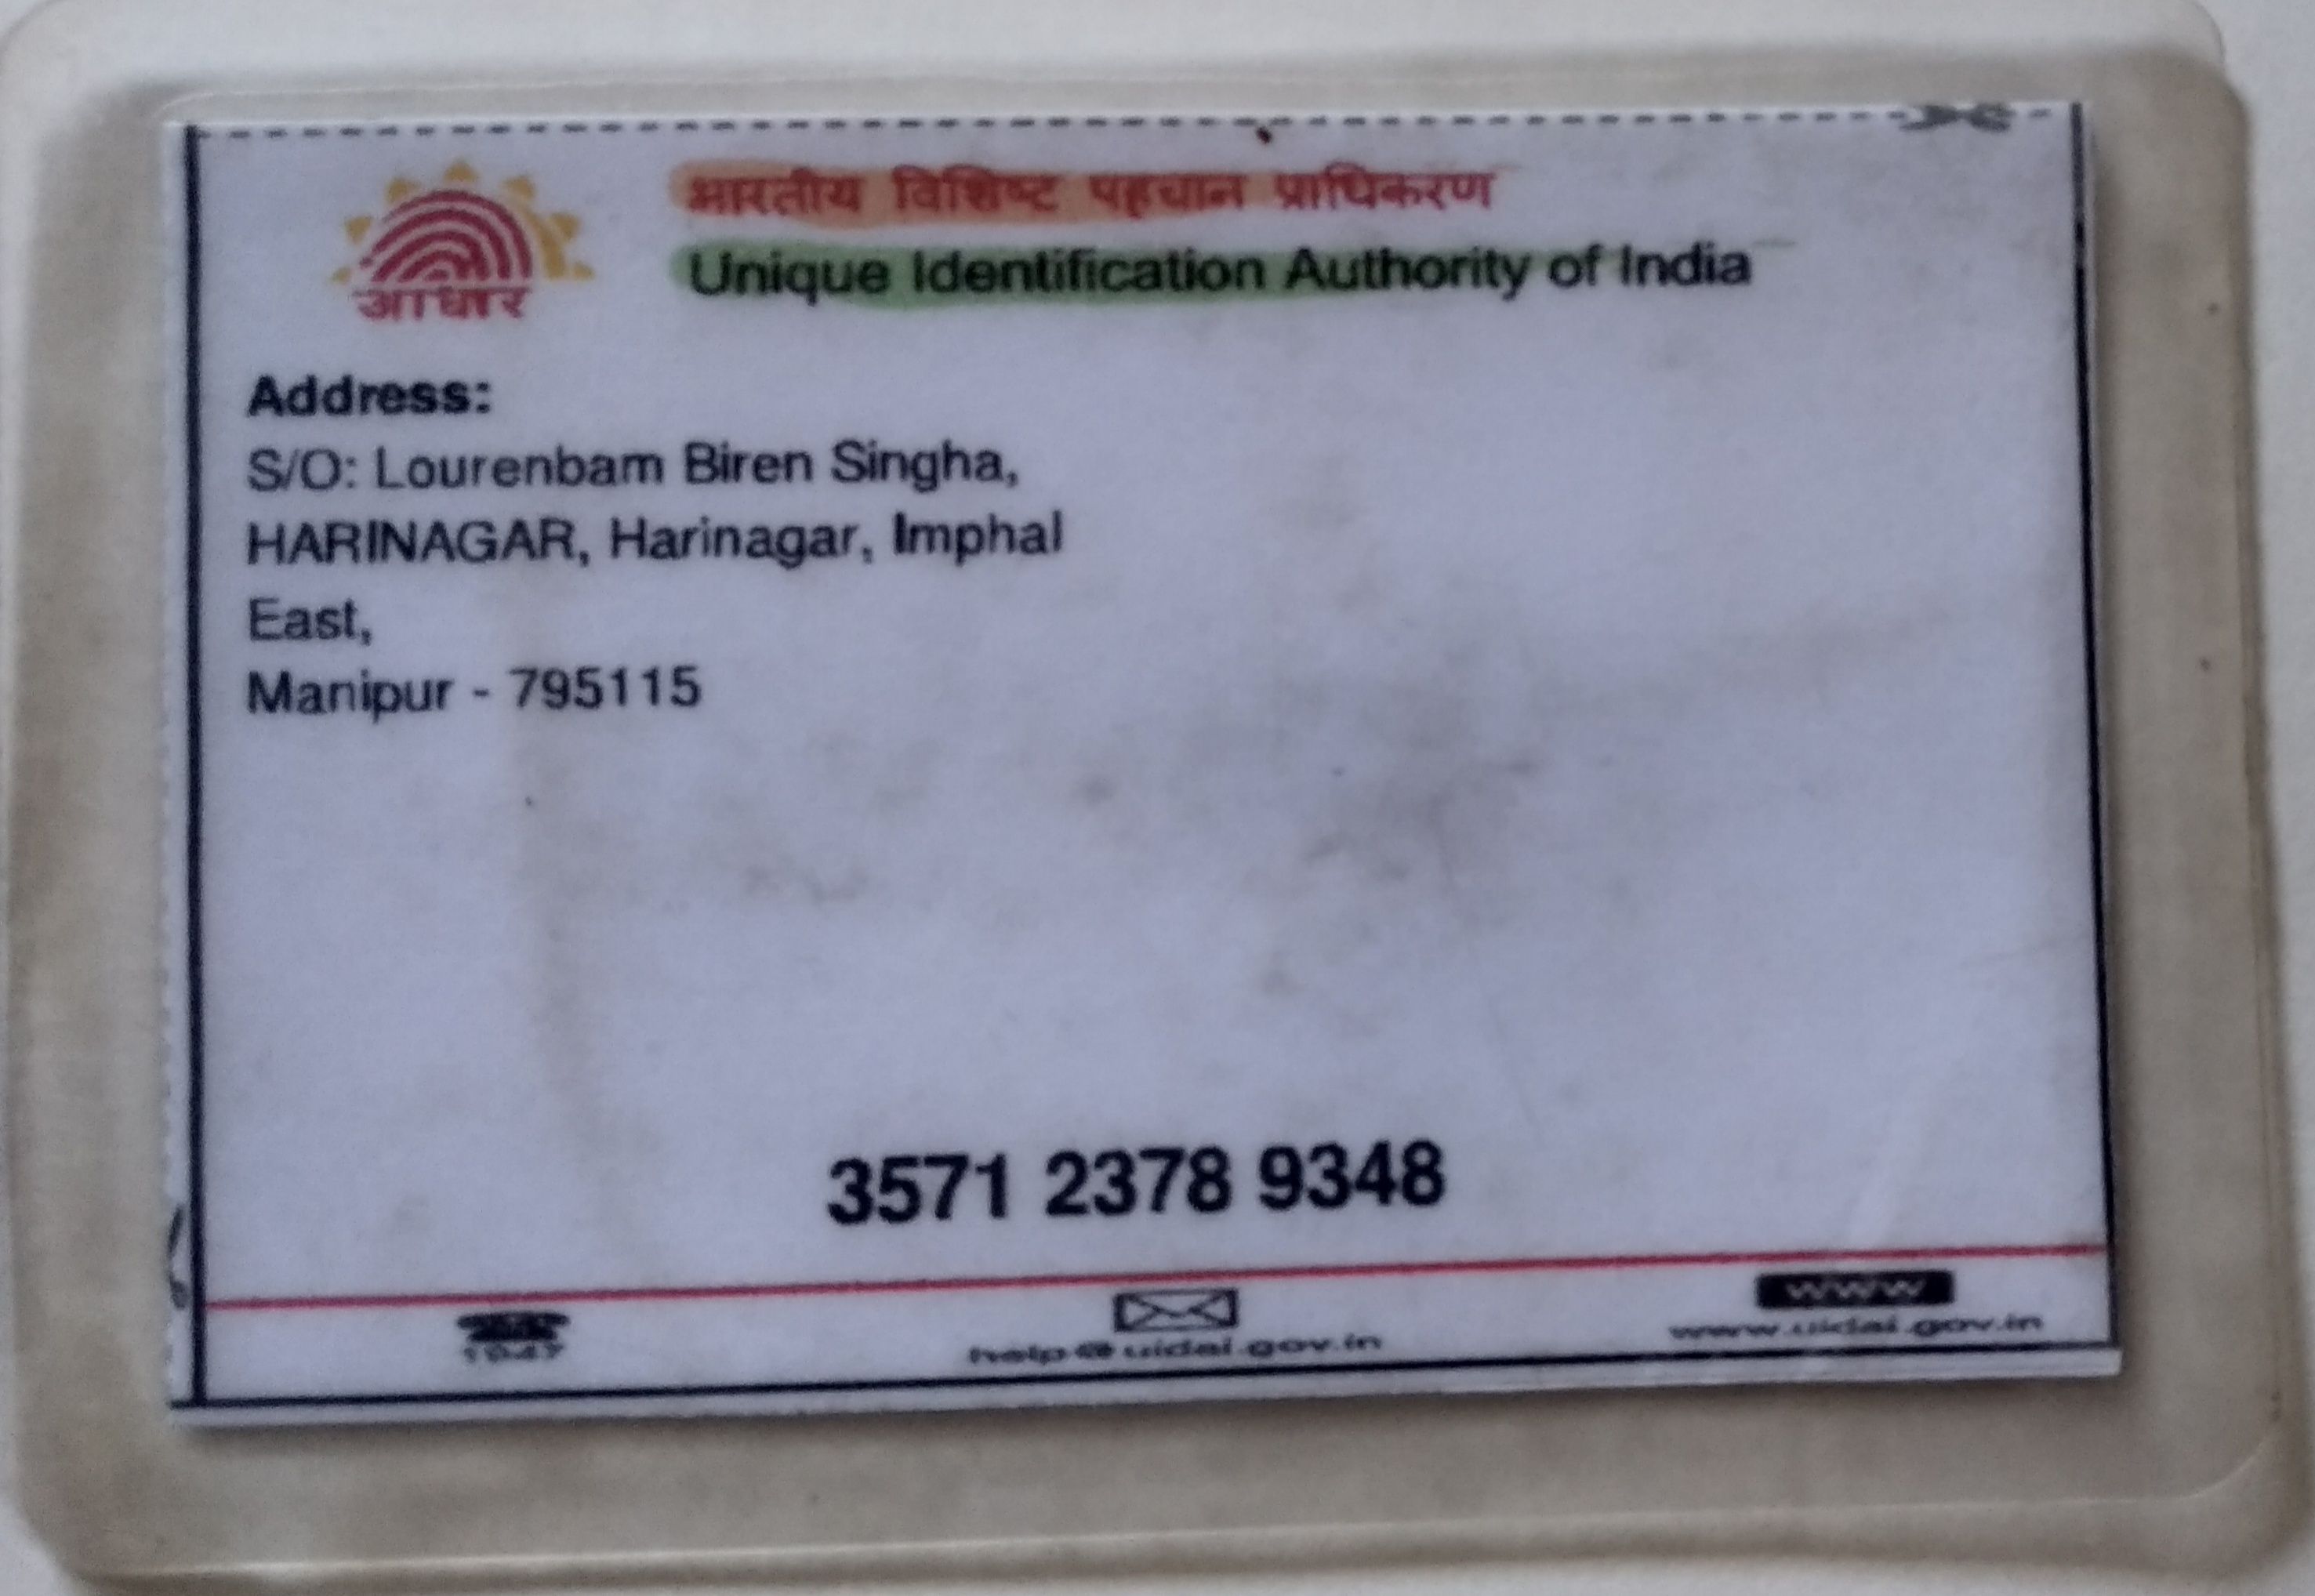 भारतीय विशिष्ट पहचान प्राधिकरण
Unique Identification Authority of India
आधार
Address:
S/O: Lourenbam Biren Singha,
HARINAGAR, Harinagar, Imphal
East,
Manipur - 795115
3571 2378 9348
1947
help@uidai.gov.in
WWW
www.uidai.gov.in